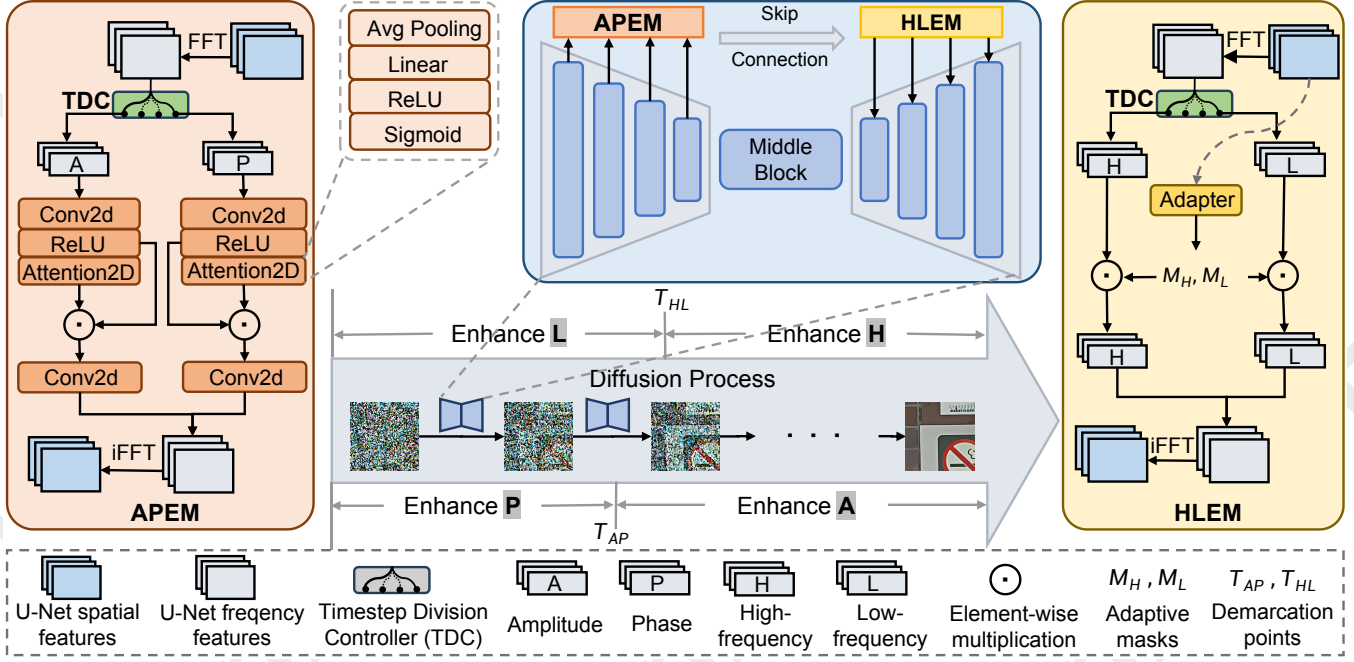 FFT
TDC
A
P
Conv2d
ReLU
Attention2D
Conv2d
Conv2d
ReLU
Attention2D
Conv2d
iFFT
APEM
Avg Pooling
Linear
ReLU
Sigmoid
APEM
Skip
Connection
HLEM
Middle
Block
T_HL
Enhance L
Enhance H
Diffusion Process
. . .
Enhance P
Enhance A
T_AP
FFT
TDC
H
L
Adapter
M_H, M_L
H
L
iFFT
HLEM
U-Net spatial
features
U-Net freqency
features
Timestep Division
Controller (TDC)
A
Amplitude
P
Phase
H
High-
frequency
L
Low-
frequency
Element-wise
multiplication
M_H , M_L
Adaptive
masks
T_AP , T_HL
Demarcation
points